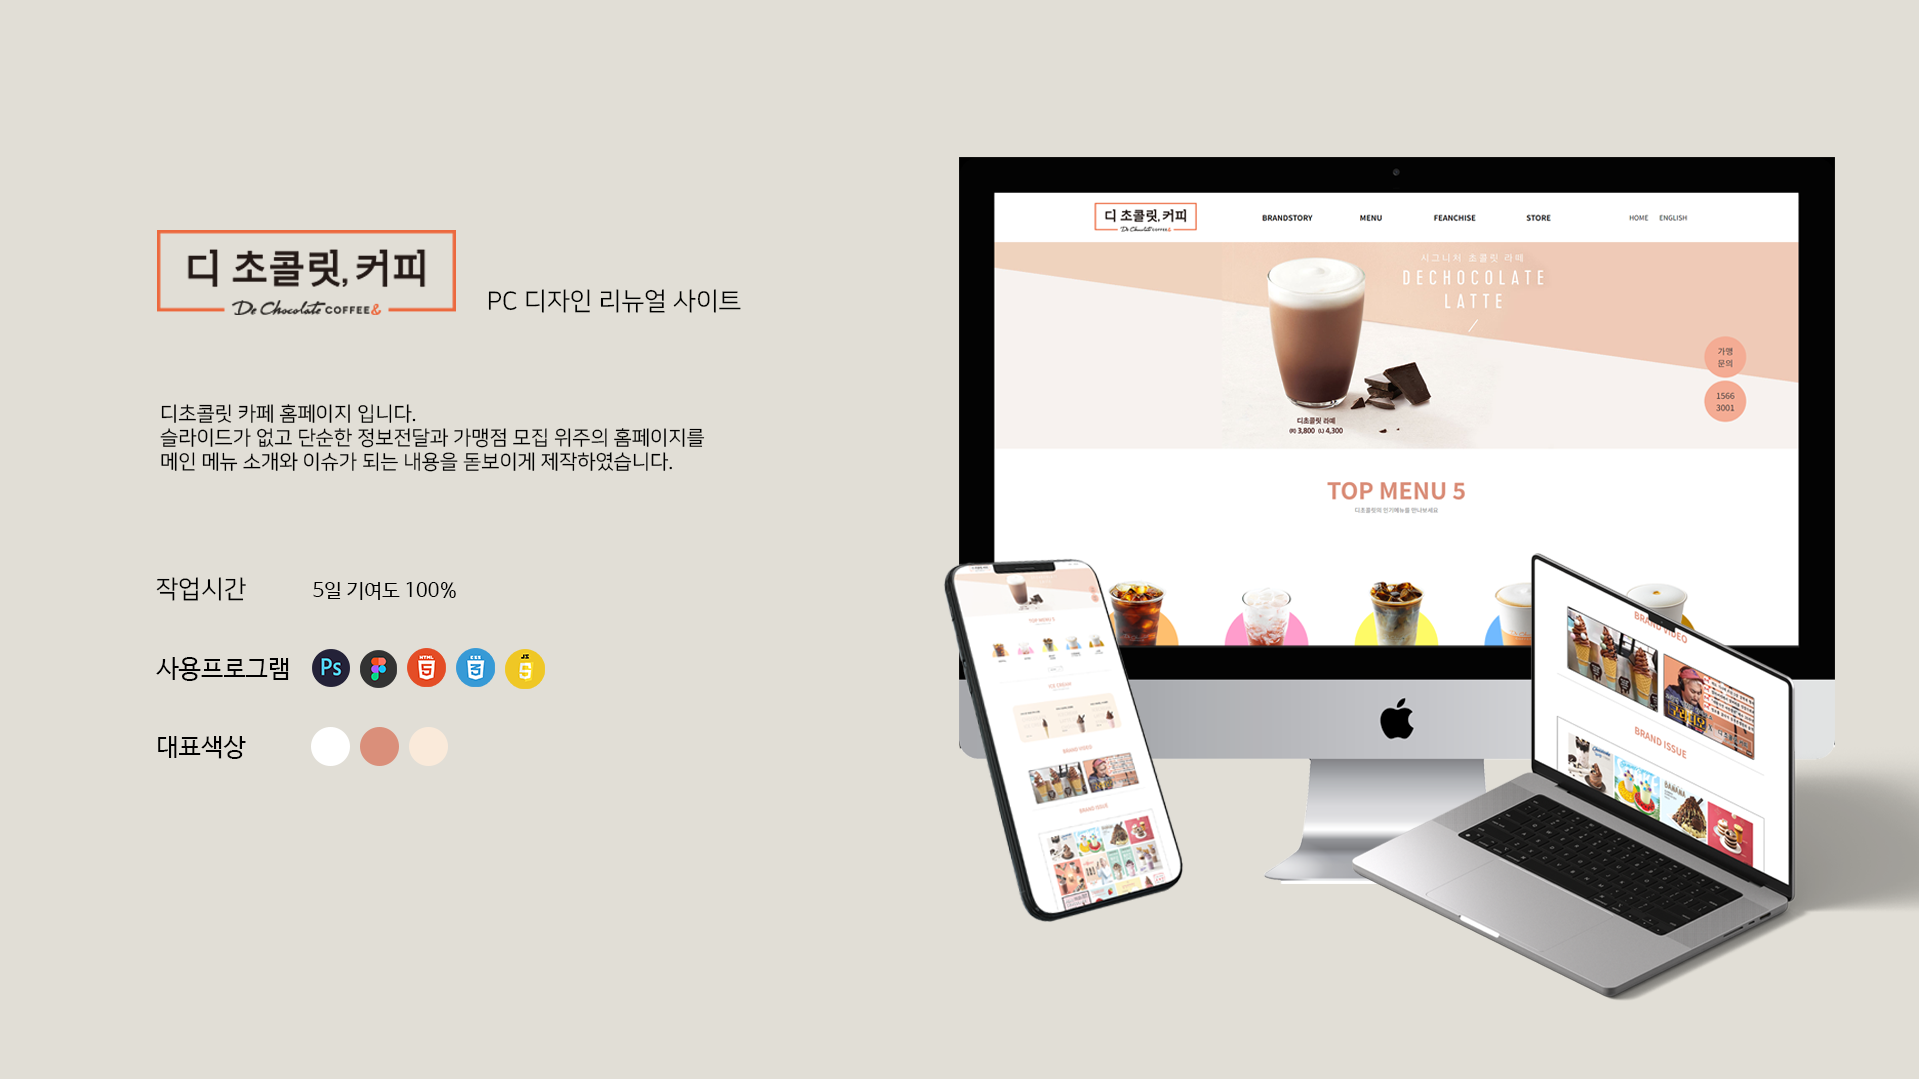 디 초콜릿, 커피
De Chocolate COFFEE&
PC 디자인 리뉴얼 사이트
디초콜릿 카페 홈페이지 입니다.
슬라이드가 없고 단순한 정보전달과 가맹점 모집 위주의 홈페이지를
메인 메뉴 소개와 이슈가 되는 내용을 돋보이게 제작하였습니다.
작업시간 5일 기여도 100%
사용프로그램 Ps HTML 5 CSS 3 JS 5
대표색상
디 초콜릿, 커피
De Chocolate COFFEE&
BRANDSTORY MENU FEANCHISE STORE HOME ENGLISH
시그니처 초콜릿 라떼
DECHOCOLATE
LATTE
가맹
문의
1566
3001
디초콜릿 라떼
(R) 3,800 (L) 4,300
TOP MENU 5
디초콜릿의 인기메뉴를 만나보세요
TOP MENU 5
ICE CREAM
BRAND VIDEO
BRAND ISSUE
BRAND VIDEO
BRAND ISSUE
BANANA